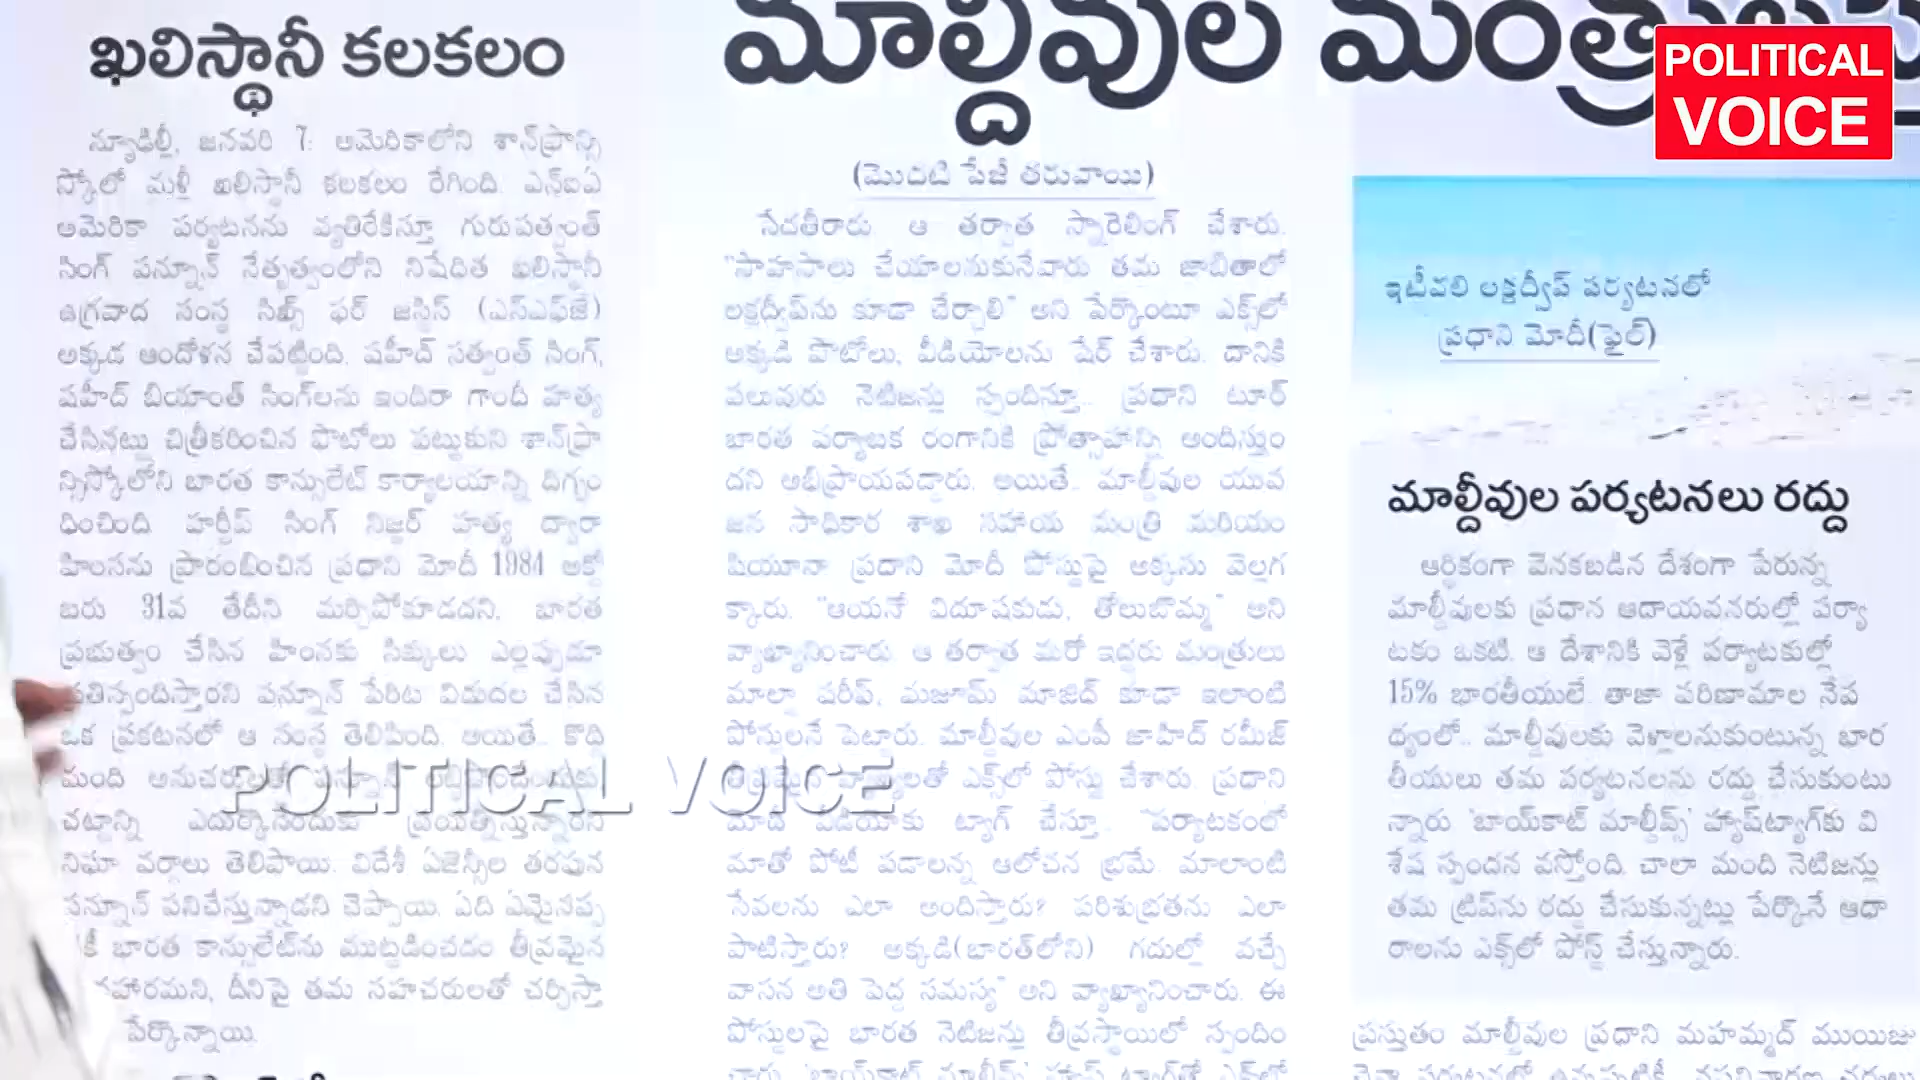 ఖలిస్థానీ కలకలం
న్యూఢిల్లీ, జనవరి 7: అమెరికాలోని శాన్‌ఫ్రాన్సి
స్కోలో మళ్లీ ఖలిస్థానీ కలకలం రేగింది. ఎన్ఐఏ
అమెరికా పర్యటనను వ్యతిరేకిస్తూ గురుపత్వంత్
సింగ్ పన్నూన్ నేతృత్వంలోని నిషేదిత ఖలిస్థానీ
ఉగ్రవాద సంస్థ సిఖ్స్ ఫర్ జస్టిస్ (ఎస్ఎఫ్‌జే)
అక్కడ ఆందోళన చేపట్టింది. షహీద్ సత్వంత్ సింగ్,
షహీద్ బియాంత్ సింగ్‌లను ఇందిరా గాంధీ హత్య
చేసినట్లు చిత్రీకరించిన ఫొటోలు పట్టుకుని శాన్‌ఫ్రా
న్సిస్కోలోని భారత కాన్సులేట్ కార్యాలయాన్ని దిగ్బం
ధించింది. హర్దీప్ సింగ్ నిజ్జర్ హత్య ద్వారా
హింసను ప్రారంభించిన ప్రధాని మోదీ 1984 అక్టో
బరు 31వ తేదీని మర్చిపోకూడదని, భారత
ప్రభుత్వం చేసిన హింసకు సిక్కులు ఎల్లప్పుడూ
పన్నూన్ పేరిట విడుదల చేసిన
ఒక ప్రకటనలో ఆ సంస్థ తెలిపింది. అయితే.. కొద్ది
మంది
చట్టాన్ని ఎదుర్కొనేందుకు ప్రయత్నిస్తున్నారని
నిఘా వర్గాలు తెలిపాయి. విదేశీ ఏజెన్సీల తరఫున
పన్నూన్ పనిచేస్తున్నాడని చెప్పాయి. ఏది ఏమైనప్ప
భారత కాన్సులేట్‌ను ముట్టడించడం తీవ్రమైన
దీనిపై తమ సహచరులతో చర్చిస్తా
పేర్కొన్నాయి.
మాల్దీవుల
(మొదటి పేజీ తరువాయి)
సేదతీరారు. ఆ తర్వాత స్నార్కెలింగ్ చేశారు.
"సాహసాలు చేయాలనుకునేవారు తమ జాబితాలో
లక్షద్వీప్‌ను కూడా చేర్చాలి" అని పేర్కొంటూ ఎక్స్‌లో
అక్కడి ఫొటోలు, వీడియోలను షేర్ చేశారు. దానికి
పలువురు నెటిజన్లు స్పందిస్తూ.. ప్రధాని టూర్
భారత పర్యాటక రంగానికి ప్రోత్సాహాన్ని అందిస్తుం
దని అభిప్రాయపడ్డారు. అయితే.. మాల్దీవుల యువ
జన సాధికార శాఖ సహాయ మంత్రి మరియం
షియూనా ప్రధాని మోదీ పోస్టుపై అక్కసు వెల్లగ
క్కారు. "ఆయనో విదూషకుడు, తోలుబొమ్మ" అని
వ్యాఖ్యానించారు. ఆ తర్వాత మరో ఇద్దరు మంత్రులు
మాల్షా షరీఫ్, మజూమ్ మాజిద్ కూడా ఇలాంటి
పోస్టులనే పెట్టారు. మాల్దీవుల ఎంపీ జాహిద్ రమీజ్
ఎక్స్‌లో పోస్టు చేశారు. ప్రధాని
మోదీ వీడియోకు ట్యాగ్ చేస్తూ.. "పర్యాటకంలో
మాతో పోటీ పడాలన్న ఆలోచన భ్రమే. మాలాంటి
సేవలను ఎలా అందిస్తారు? పరిశుభ్రతను ఎలా
పాటిస్తారు? అక్కడి(భారత్‌లోని) గదుల్లో వచ్చే
వాసన అతి పెద్ద సమస్య" అని వ్యాఖ్యానించారు. ఈ
పోస్టులపై భారత నెటిజన్లు తీవ్రస్థాయిలో స్పందిం
POLITICAL
VOICE
ఇటీవలి లక్షద్వీప్ పర్యటనలో
ప్రధాని మోదీ(ఫైల్)
మాల్దీవుల పర్యటనలు రద్దు
ఆర్థికంగా వెనకబడిన దేశంగా పేరున్న
మాల్దీవులకు ప్రధాన ఆదాయవనరుల్లో పర్యా
టకం ఒకటి. ఆ దేశానికి వెళ్లే పర్యాటకుల్లో
15% భారతీయులే. తాజా పరిణామాల నేప
థ్యంలో.. మాల్దీవులకు వెళ్లాలనుకుంటున్న భార
తీయులు తమ పర్యటనలను రద్దు చేసుకుంటు
న్నారు. 'బాయ్‌కాట్ మాల్దీవ్స్' హ్యాష్‌ట్యాగ్‌కు వి
శేష స్పందన వస్తోంది. చాలా మంది నెటిజన్లు
తమ ట్రిప్‌ను రద్దు చేసుకున్నట్లు పేర్కొనే ఆధా
రాలను ఎక్స్‌లో పోస్ట్ చేస్తున్నారు.
ప్రస్తుతం మాల్దీవుల ప్రధాని మహమ్మద్ ముయిజు
POLITICAL VOICE